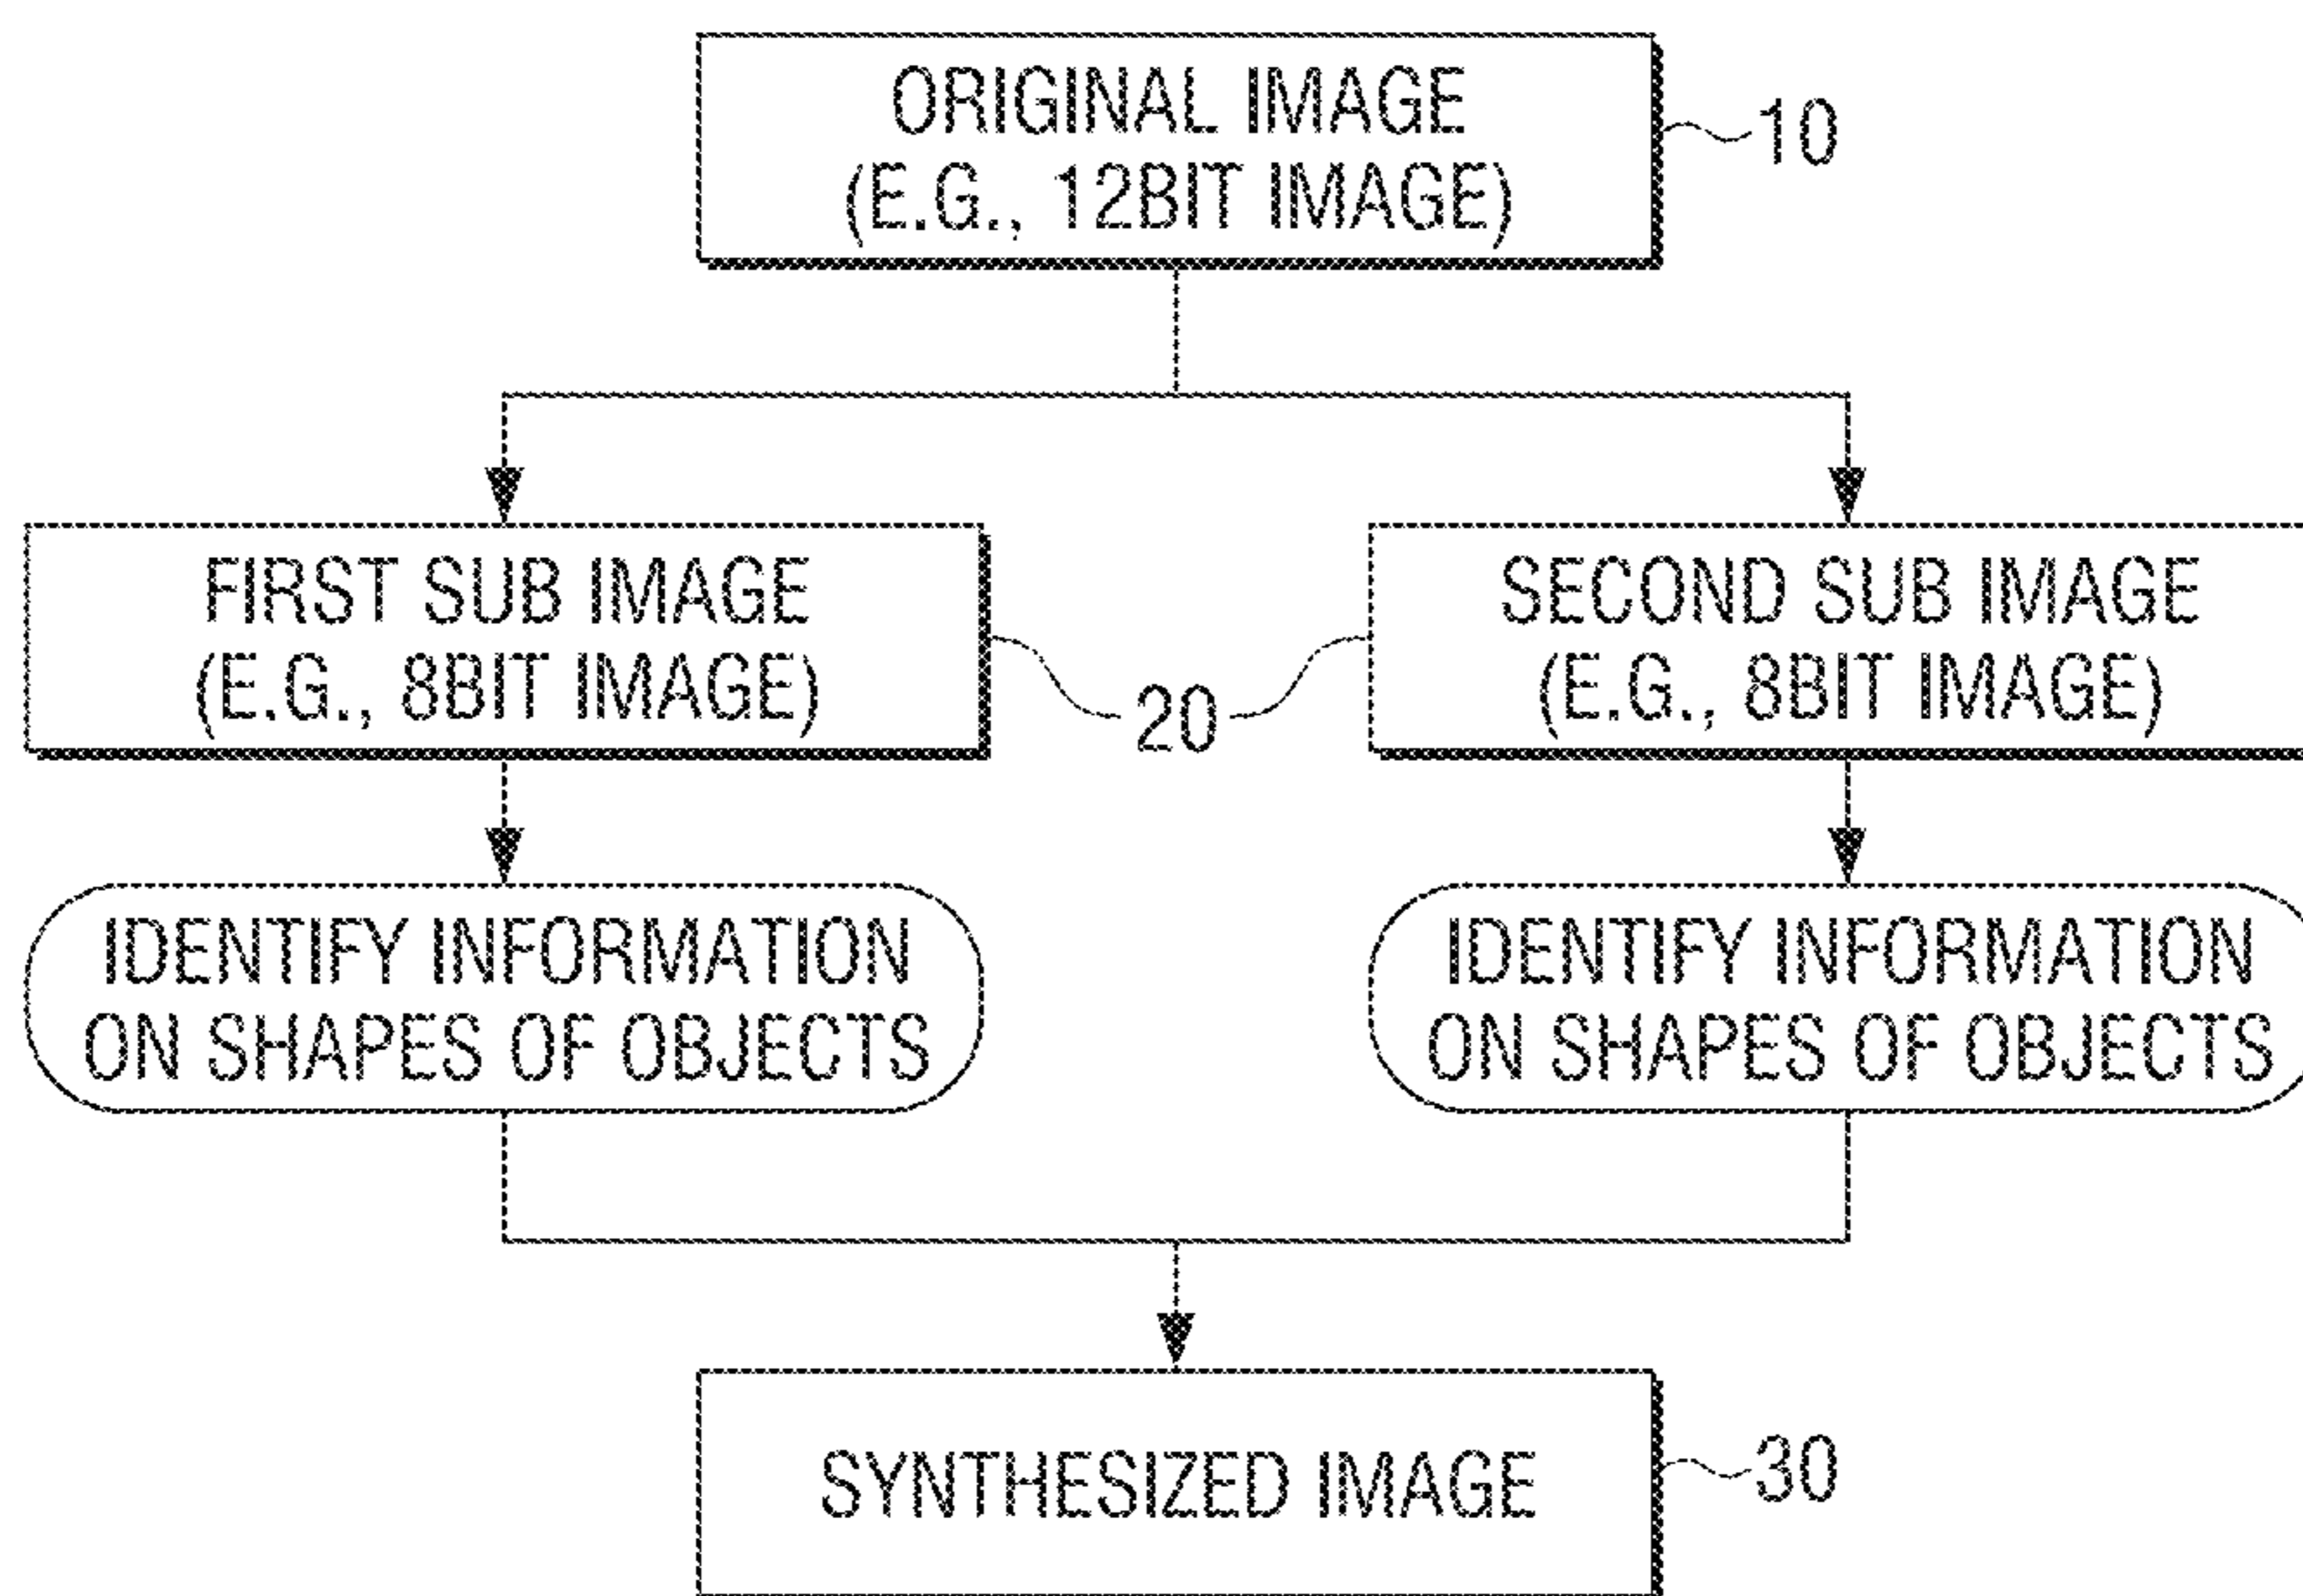 ORIGINAL IMAGE
(E.G., 12BIT IMAGE)
10
FIRST SUB IMAGE
(E.G., 8BIT IMAGE)
20
SECOND SUB IMAGE
(E.G., 8BIT IMAGE)
IDENTIFY INFORMATION
ON SHAPES OF OBJECTS
IDENTIFY INFORMATION
ON SHAPES OF OBJECTS
SYNTHESIZED IMAGE
30